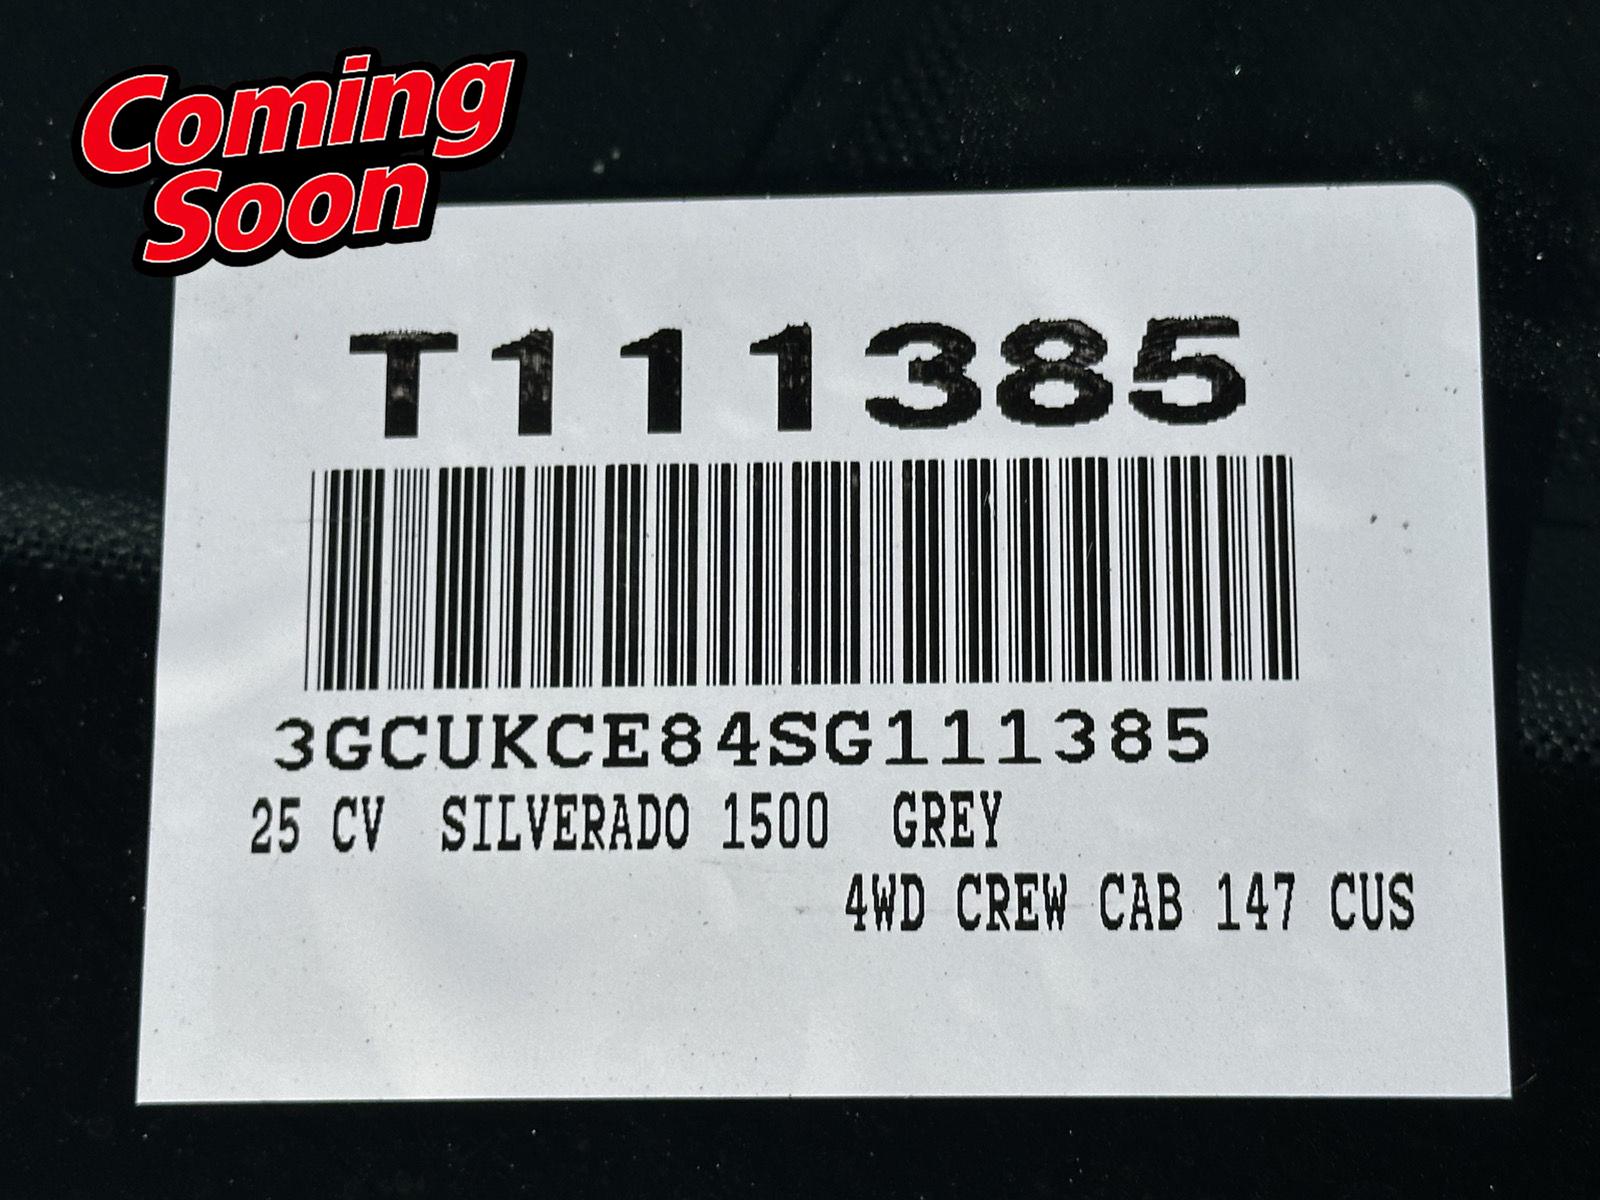 Coming
Soon
T111385
3GCUKCE84SG111385
25 CV SILVERADO 1500 GREY
4WD CREW CAB 147 CUS